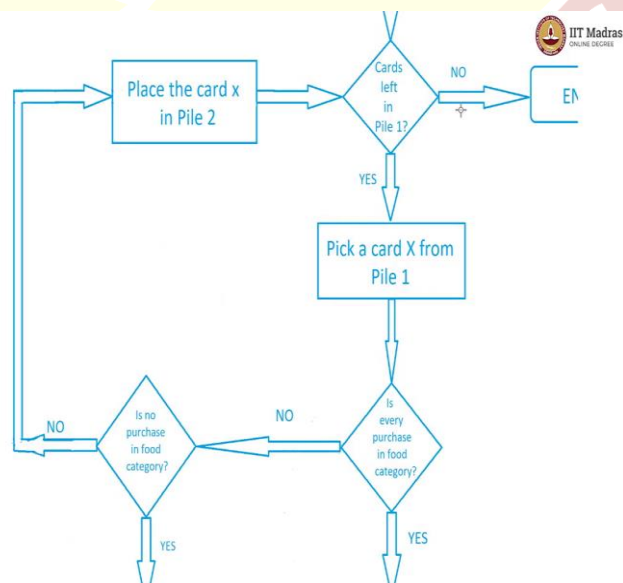 IIT Madras
ONLINE DEGREE
Place the card x
in Pile 2
Cards
left
in
Pile 1?
NO
EN
YES
Pick a card X from
Pile 1
Is
every
purchase
in food
category?
NO
Is no
purchase
in food
category?
NO
YES
YES